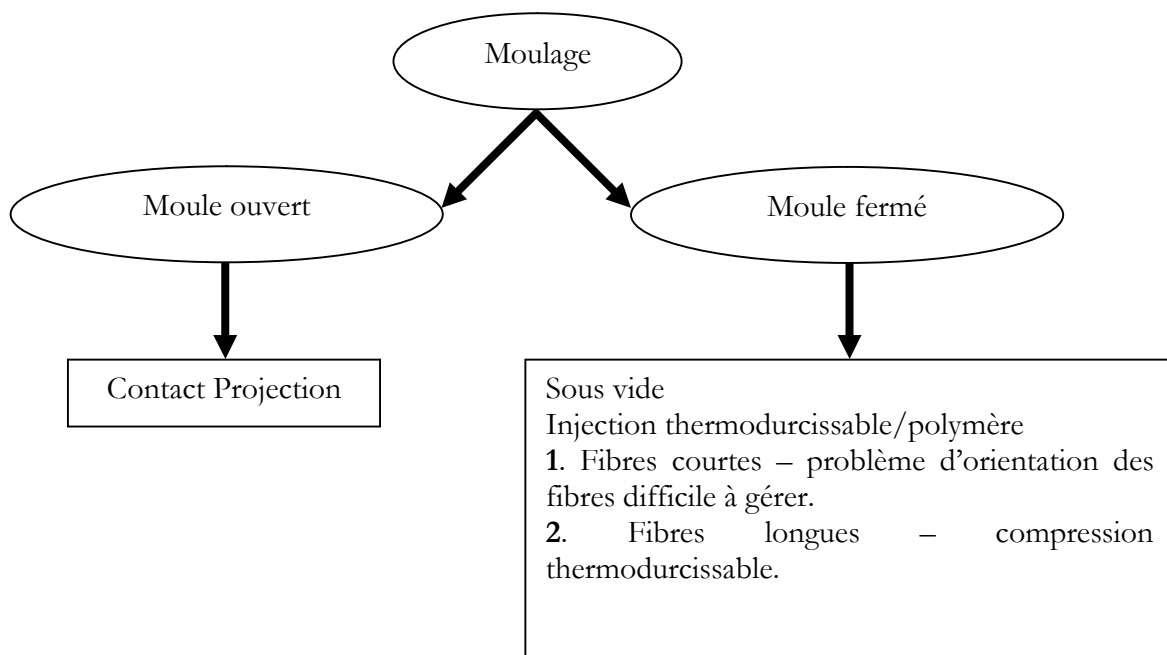 Moulage
Moule ouvert
Moule fermé
Contact Projection
Sous vide
Injection thermodurcissable/polymère
1. Fibres courtes – problème d'orientation des
fibres difficile à gérer.
2. Fibres longues – compression
thermodurcissable.